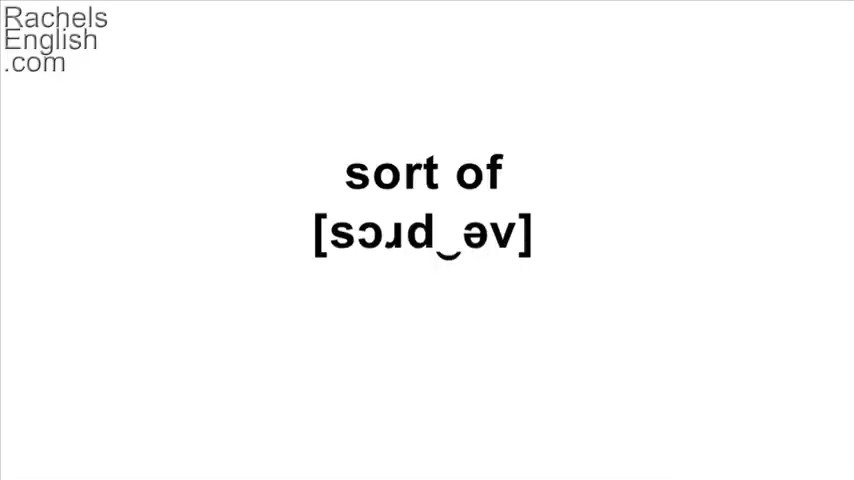 Rachels
English
.com
sort of
[sɔɹd‿əv]